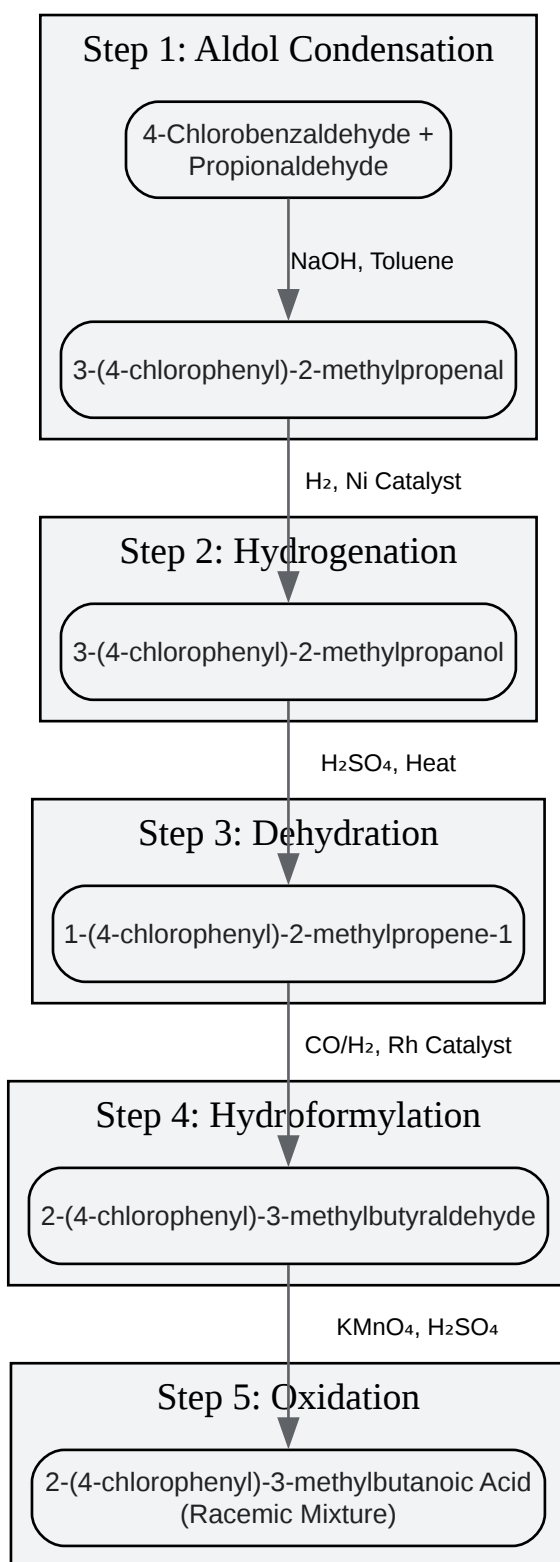 Step 1: Aldol Condensation
4-Chlorobenzaldehyde +
Propionaldehyde
NaOH, Toluene
3-(4-chlorophenyl)-2-methylpropenal
H₂, Ni Catalyst
Step 2: Hydrogenation
3-(4-chlorophenyl)-2-methylpropanol
H₂SO₄, Heat
Step 3: Dehydration
1-(4-chlorophenyl)-2-methylpropene-1
CO/H₂, Rh Catalyst
Step 4: Hydroformylation
2-(4-chlorophenyl)-3-methylbutyraldehyde
KMnO₄, H₂SO₄
Step 5: Oxidation
2-(4-chlorophenyl)-3-methylbutanoic Acid
(Racemic Mixture)